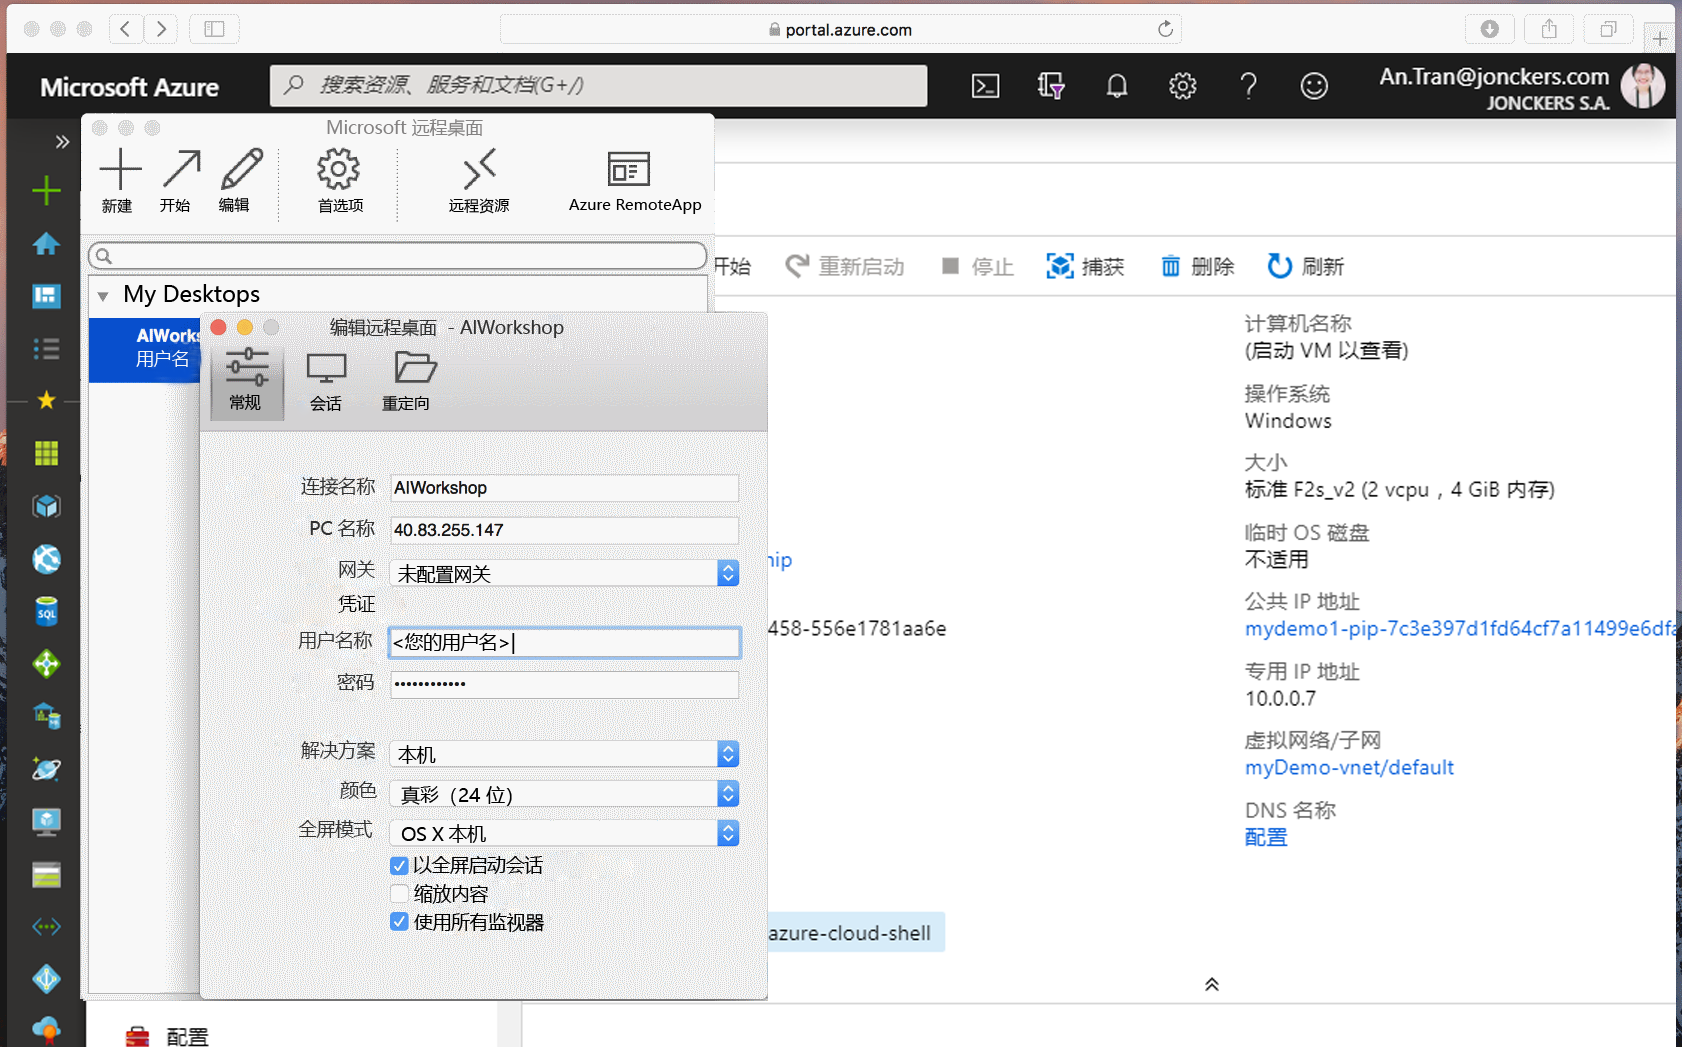 portal.azure.com
Microsoft Azure
搜索资源、服务和文档(G+/)
An.Tran@jonckers.com
JONCKERS S.A.
Microsoft 远程桌面
新建
开始
编辑
首选项
远程资源
Azure RemoteApp
开始
重新启动
停止
捕获
删除
刷新
My Desktops
AIWorks
用户名
编辑远程桌面 - AIWorkshop
常规
会话
重定向
连接名称 AIWorkshop
PC 名称 40.83.255.147
网关 未配置网关
凭证
用户名称 <您的用户名>
密码 ••••••••••••
解决方案 本机
颜色 真彩（24 位）
全屏模式 OS X 本机
以全屏启动会话
缩放内容
使用所有监视器
hip
458-556e1781aa6e
azure-cloud-shell
计算机名称
(启动 VM 以查看)
操作系统
Windows
大小
标准 F2s_v2 (2 vcpu，4 GiB 内存)
临时 OS 磁盘
不适用
公共 IP 地址
mydemo1-pip-7c3e397d1fd64cf7a11499e6dfa
专用 IP 地址
10.0.0.7
虚拟网络/子网
myDemo-vnet/default
DNS 名称
配置
SQL
配置